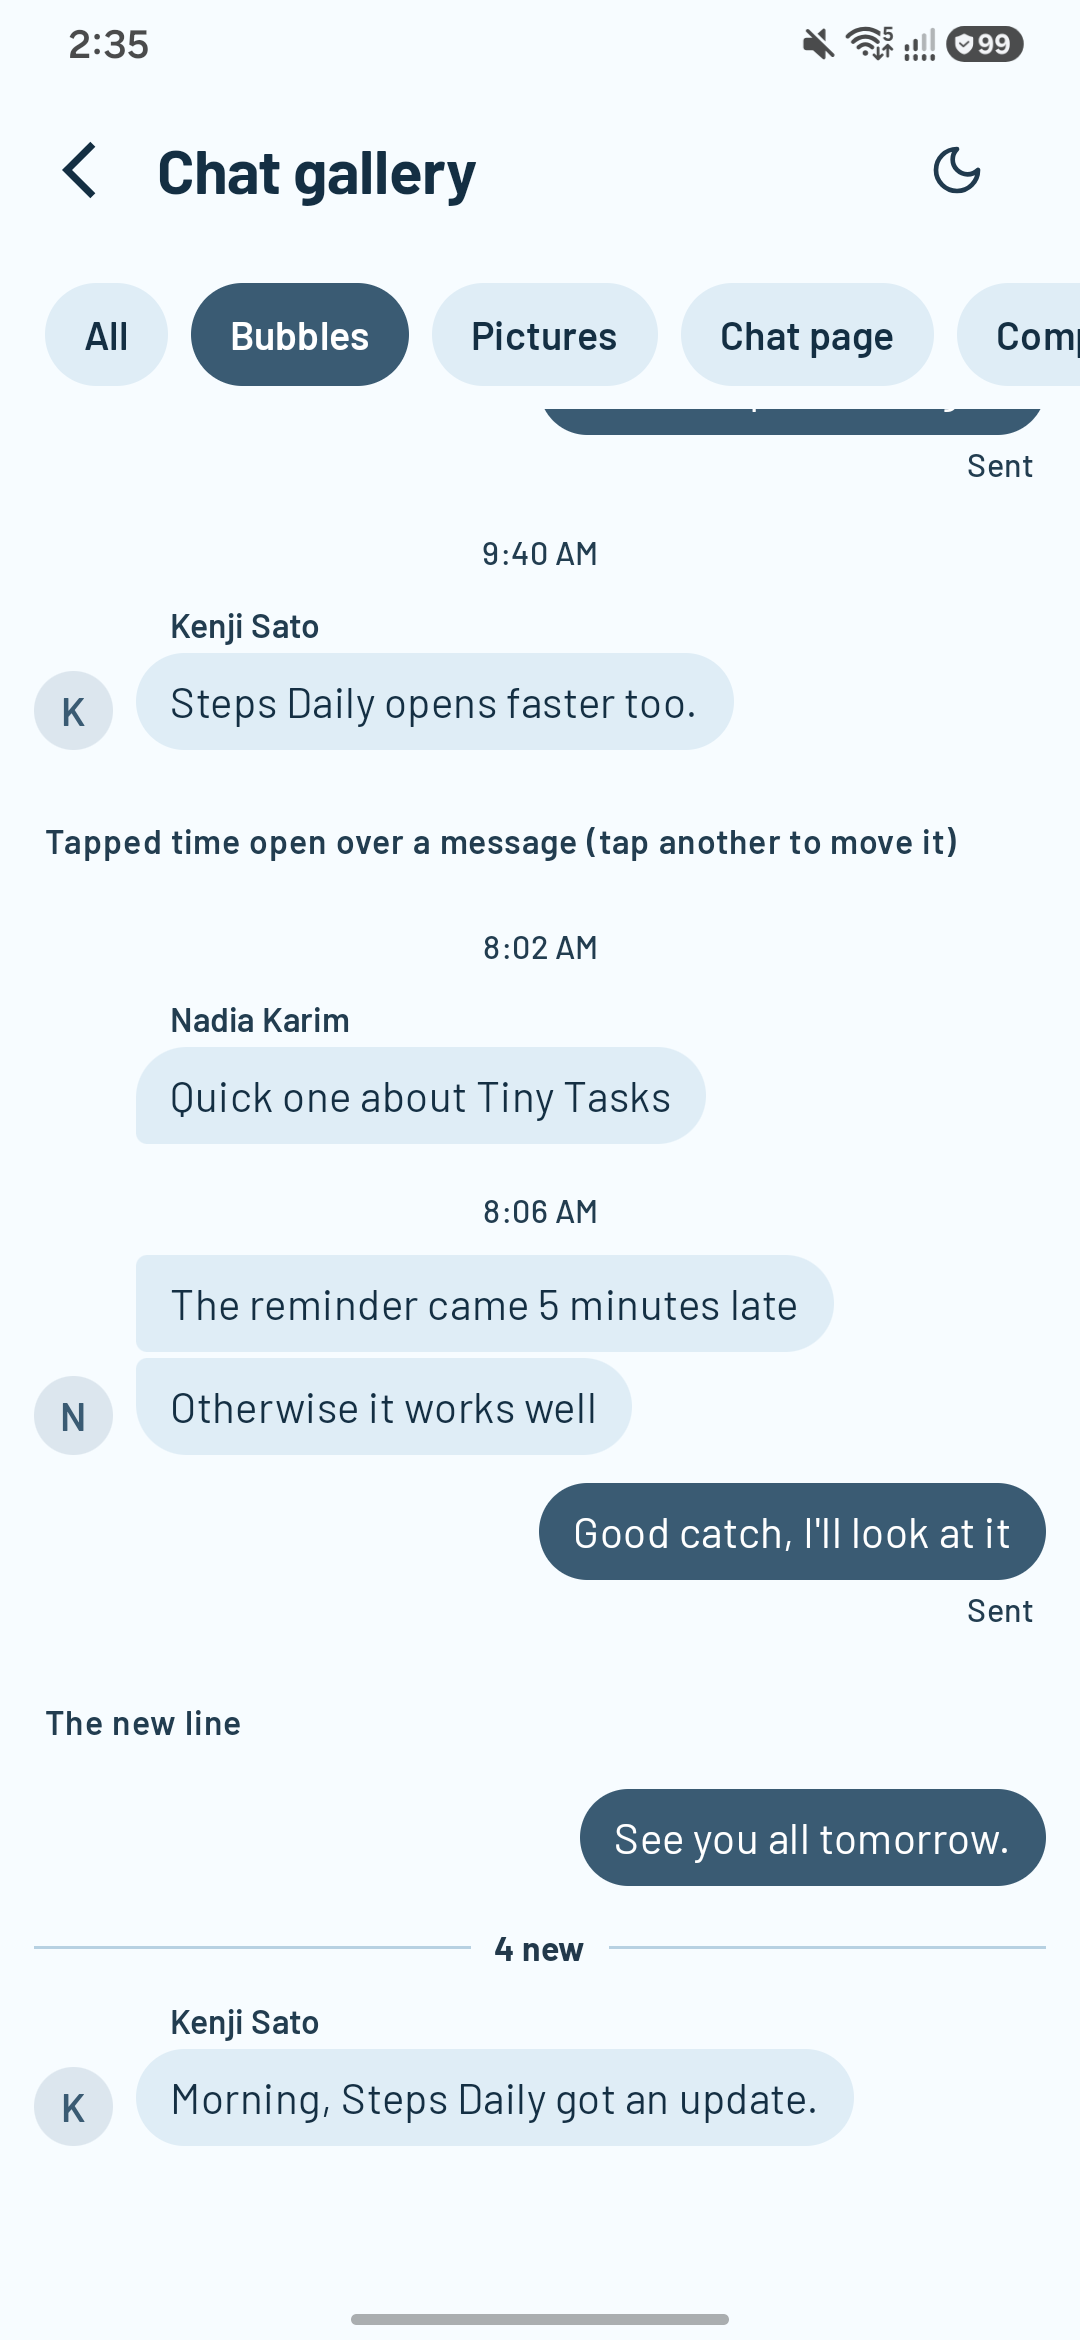 2:35
5
99
Chat gallery
All
Bubbles
Pictures
Chat page
Sent
9:40 AM
Kenji Sato
K
Steps Daily opens faster too.
Tapped time open over a message (tap another to move it)
8:02 AM
Nadia Karim
Quick one about Tiny Tasks
8:06 AM
The reminder came 5 minutes late
N
Otherwise it works well
Good catch, I'll look at it
Sent
The new line
See you all tomorrow.
4 new
Kenji Sato
K
Morning, Steps Daily got an update.